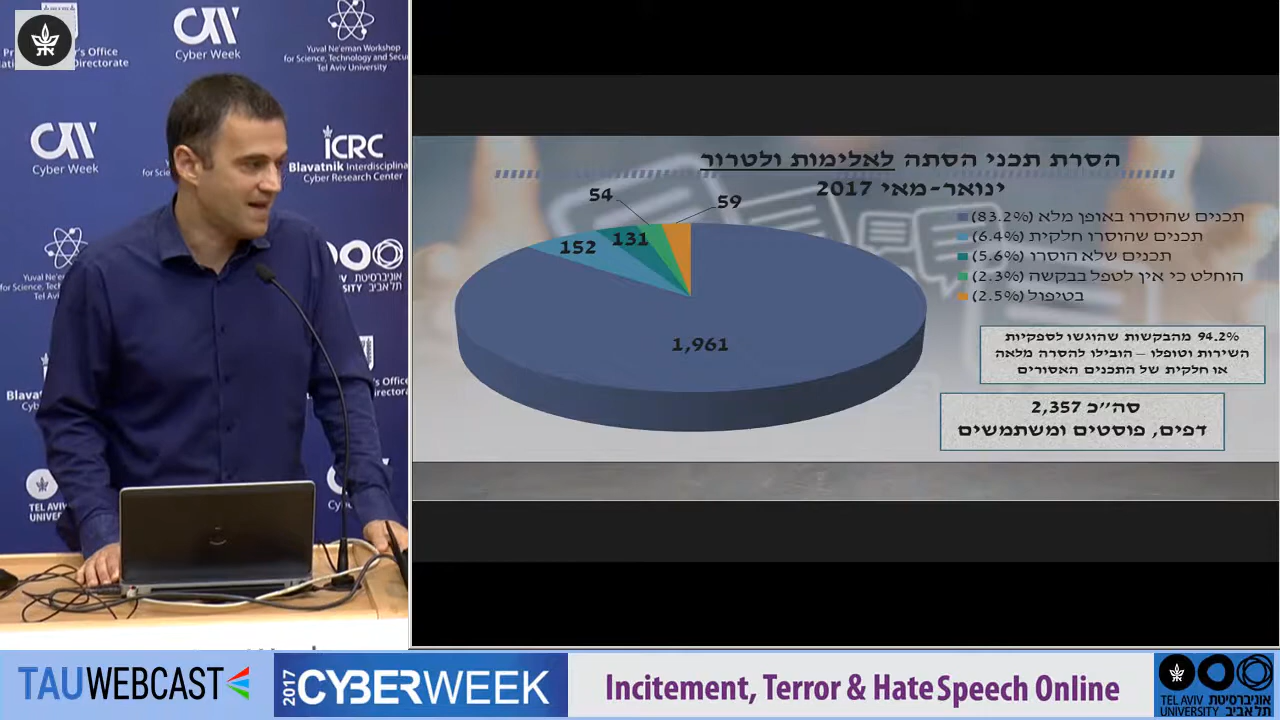 Cyber Week
Yuval Ne'eman Workshop
for Science, Technology and Secu
Tel Aviv University
Cyber Week
iCRC
Blavatnik Interdisciplina
Cyber Research Center
TEL AVIV
UNIVERSITY
הסרת תכני הסתה לאלימות ולטרור
ינואר-מאי 2017
54
59
152
131
1,961
תכנים שהוסרו באופן מלא (83.2%)
תכנים שהוסרו חלקית (6.4%)
תכנים שלא הוסרו (5.6%)
הוחלט כי אין לטפל בבקשה (2.3%)
בטיפול (2.5%)
94.2% מהבקשות שהוגשו לספקיות
השירות וטופלו – הובילו להסרה מלאה
או חלקית של התכנים האסורים
סה"כ 2,357
דפים, פוסטים ומשתמשים
TAUWEBCAST
2017 CYBERWEEK
Incitement, Terror & Hate Speech Online
TEL AVIV אוניברסיטת
UNIVERSITY תל אביב